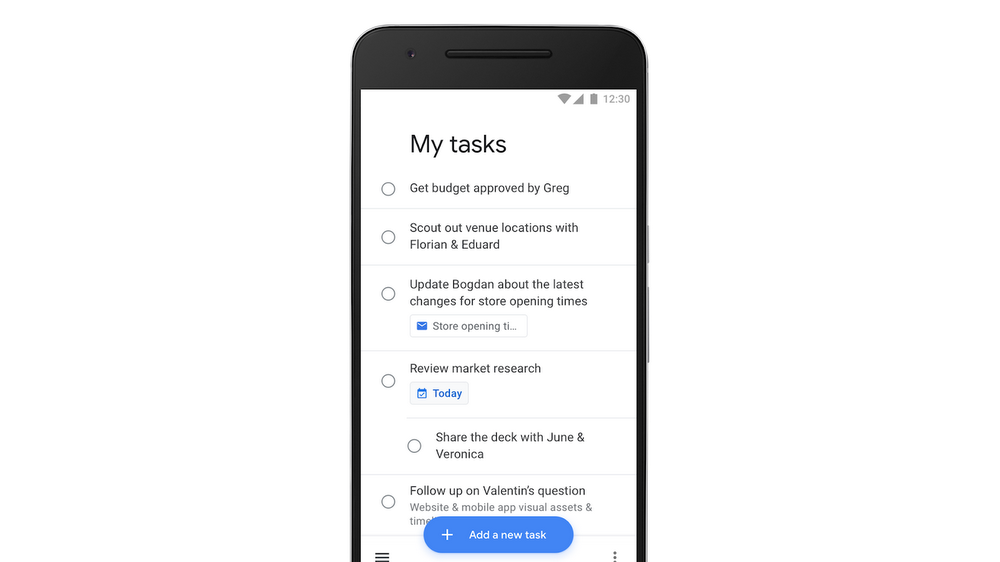 12:30
My tasks
Get budget approved by Greg
Scout out venue locations with
Florian & Eduard
Update Bogdan about the latest
changes for store opening times
Store opening ti...
Review market research
Today
Share the deck with June &
Veronica
Follow up on Valentin's question
Website & mobile app visual assets &
Add a new task